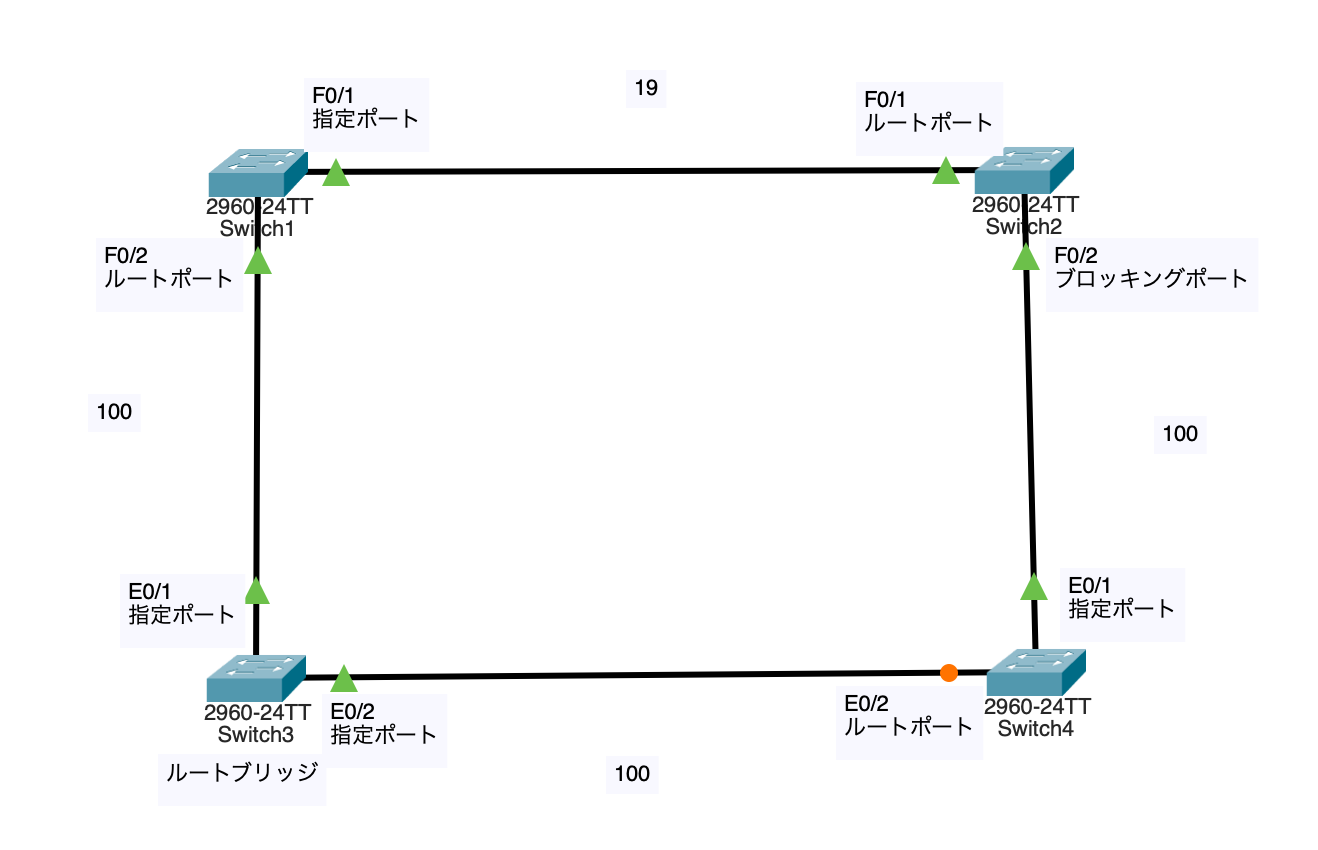 19
F0/1
指定ポート
F0/1
ルートポート
2960-24TT
Switch1
2960-24TT
Switch2
F0/2
ルートポート
F0/2
ブロッキングポート
100
100
E0/1
指定ポート
E0/1
指定ポート
2960-24TT
Switch3
E0/2
指定ポート
E0/2
ルートポート
2960-24TT
Switch4
ルートブリッジ
100